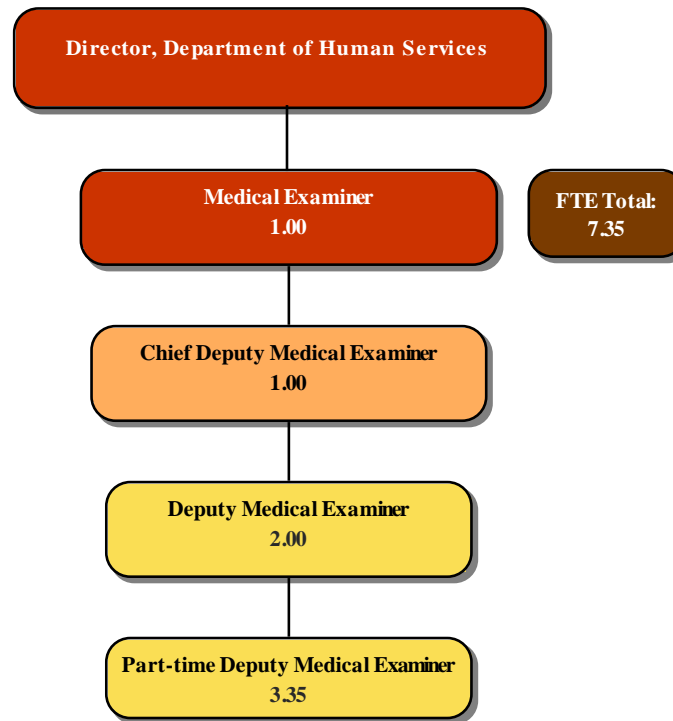 Director, Department of Human Services
Medical Examiner
1.00
FTE Total:
7.35
Chief Deputy Medical Examiner
1.00
Deputy Medical Examiner
2.00
Part-time Deputy Medical Examiner
3.35